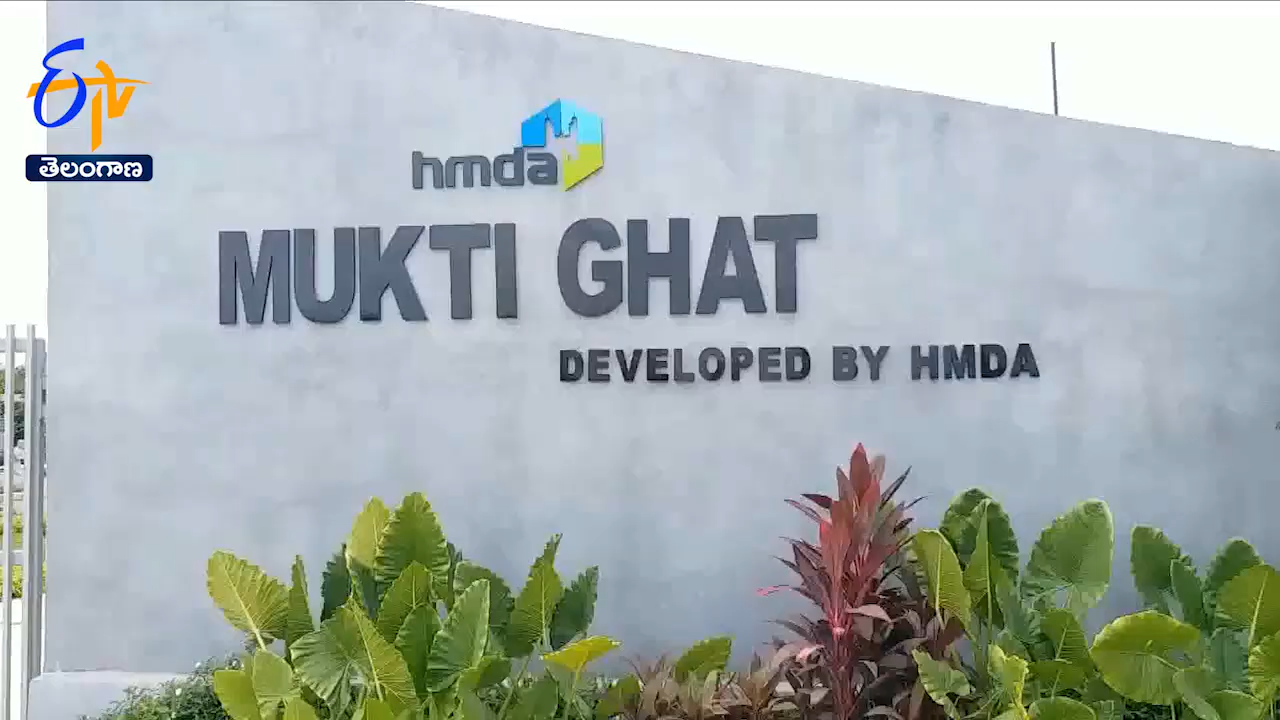 ETV
తెలంగాణ
hmda
MUKTI GHAT
DEVELOPED BY HMDA